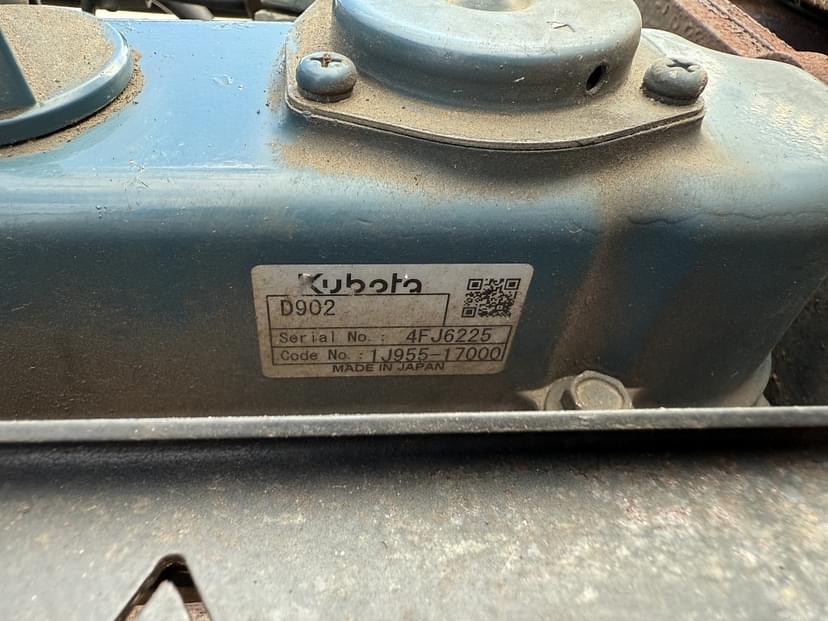 Kubota
D902
Serial No.: 4FJ6225
Code No.: 1J955-17000
MADE IN JAPAN